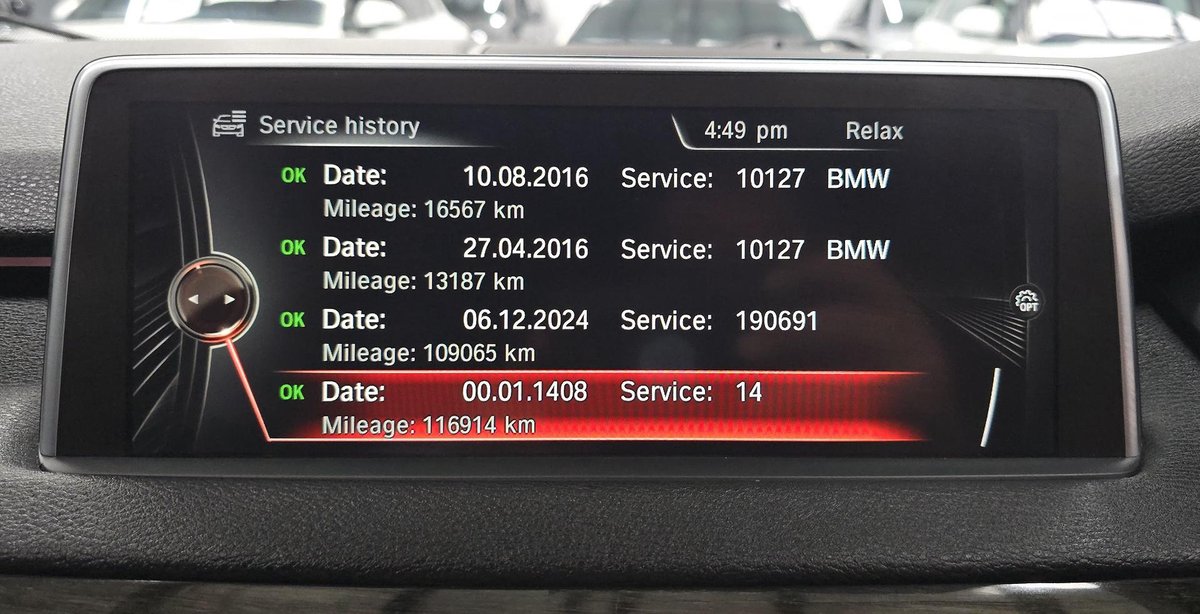 Service history 4:49 pm Relax
OK Date: 10.08.2016 Service: 10127 BMW
Mileage: 16567 km
OK Date: 27.04.2016 Service: 10127 BMW
Mileage: 13187 km
OK Date: 06.12.2024 Service: 190691
OPT
Mileage: 109065 km
OK Date: 00.01.1408 Service: 14
Mileage: 116914 km